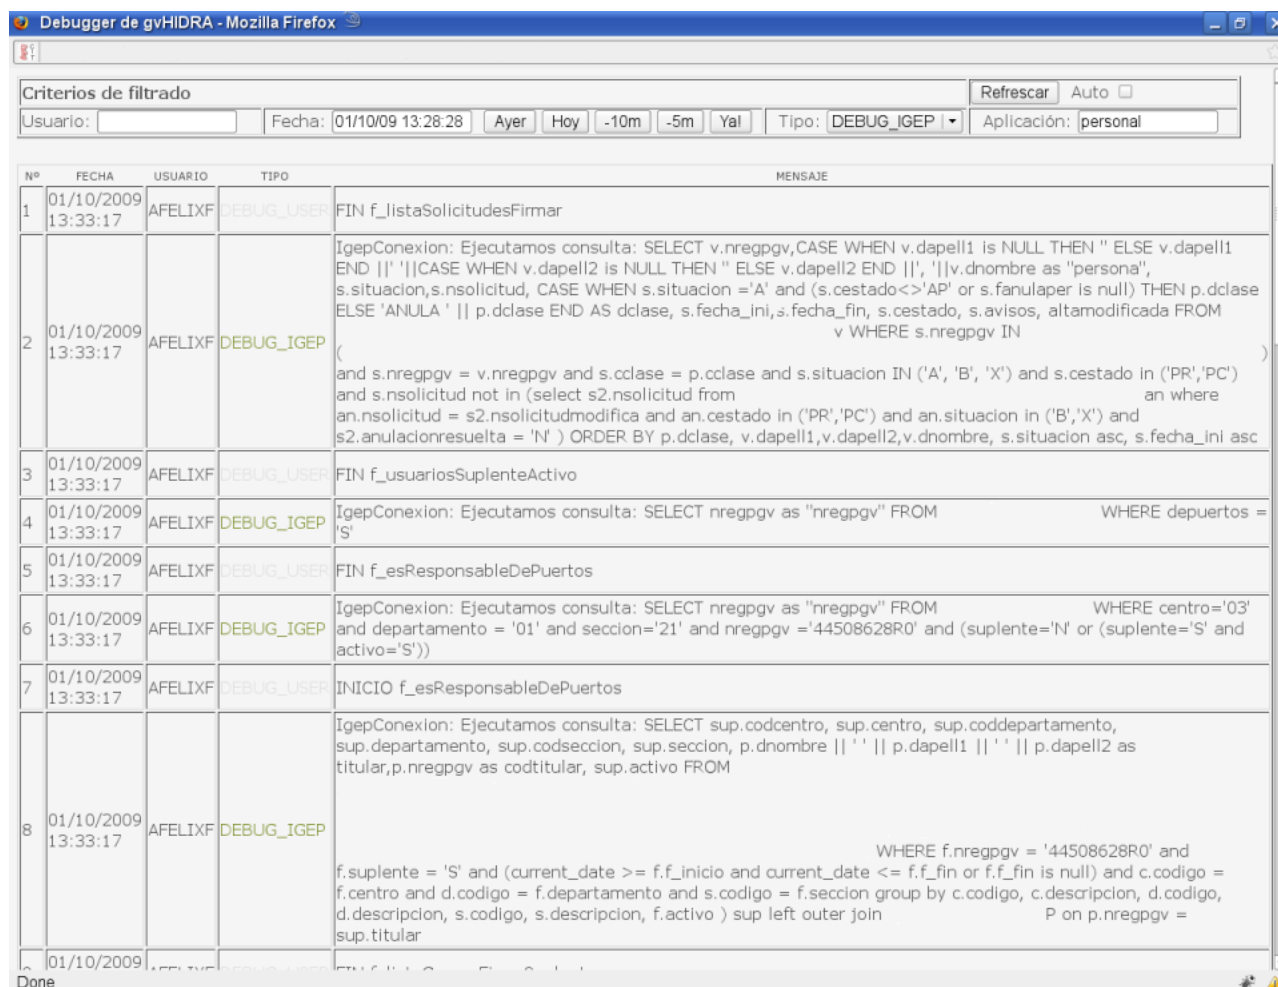 Debugger de gvHIDRA - Mozilla Firefox
Criterios de filtrado Refrescar Auto
Usuario: Fecha: 01/10/09 13:28:28 Ayer Hoy -10m -5m Ya! Tipo: DEBUG_IGEP Aplicación: personal
Nº FECHA USUARIO TIPO MENSAJE
1 01/10/2009 13:33:17 AFELIXF DEBUG_USER FIN f_listaSolicitudesFirmar
2 01/10/2009 13:33:17 AFELIXF DEBUG_IGEP
IgepConexion: Ejecutamos consulta: SELECT v.nregpgv,CASE WHEN v.dapell1 is NULL THEN '' ELSE v.dapell1
END ||' '||CASE WHEN v.dapell2 is NULL THEN '' ELSE v.dapell2 END ||', '||v.dnombre as "persona",
s.situacion,s.nsolicitud, CASE WHEN s.situacion ='A' and (s.cestado<>'AP' or s.fanulaper is null) THEN p.dclase
ELSE 'ANULA ' || p.dclase END AS dclase, s.fecha_ini,s.fecha_fin, s.cestado, s.avisos, altamodificada FROM
v WHERE s.nregpgv IN
( )
and s.nregpgv = v.nregpgv and s.cclase = p.cclase and s.situacion IN ('A', 'B', 'X') and s.cestado in ('PR','PC')
and s.nsolicitud not in (select s2.nsolicitud from an where
an.nsolicitud = s2.nsolicitudmodifica and an.cestado in ('PR','PC') and an.situacion in ('B','X') and
s2.anulacionresuelta = 'N' ) ORDER BY p.dclase, v.dapell1,v.dapell2,v.dnombre, s.situacion asc, s.fecha_ini asc
3 01/10/2009 13:33:17 AFELIXF DEBUG_USER FIN f_usuariosSuplenteActivo
4 01/10/2009 13:33:17 AFELIXF DEBUG_IGEP
IgepConexion: Ejecutamos consulta: SELECT nregpgv as "nregpgv" FROM WHERE depuertos =
'S'
5 01/10/2009 13:33:17 AFELIXF DEBUG_USER FIN f_esResponsableDePuertos
6 01/10/2009 13:33:17 AFELIXF DEBUG_IGEP
IgepConexion: Ejecutamos consulta: SELECT nregpgv as "nregpgv" FROM WHERE centro='03'
and departamento = '01' and seccion='21' and nregpgv ='44508628R0' and (suplente='N' or (suplente='S' and
activo='S'))
7 01/10/2009 13:33:17 AFELIXF DEBUG_USER INICIO f_esResponsableDePuertos
8 01/10/2009 13:33:17 AFELIXF DEBUG_IGEP
IgepConexion: Ejecutamos consulta: SELECT sup.codcentro, sup.centro, sup.coddepartamento,
sup.departamento, sup.codseccion, sup.seccion, p.dnombre || ' ' || p.dapell1 || ' ' || p.dapell2 as
titular,p.nregpgv as codtitular, sup.activo FROM
WHERE f.nregpgv = '44508628R0' and
f.suplente = 'S' and (current_date >= f.f_inicio and current_date <= f.f_fin or f.f_fin is null) and c.codigo =
f.centro and d.codigo = f.departamento and s.codigo = f.seccion group by c.codigo, c.descripcion, d.codigo,
d.descripcion, s.codigo, s.descripcion, f.activo ) sup left outer join P on p.nregpgv =
sup.titular
01/10/2009
Done